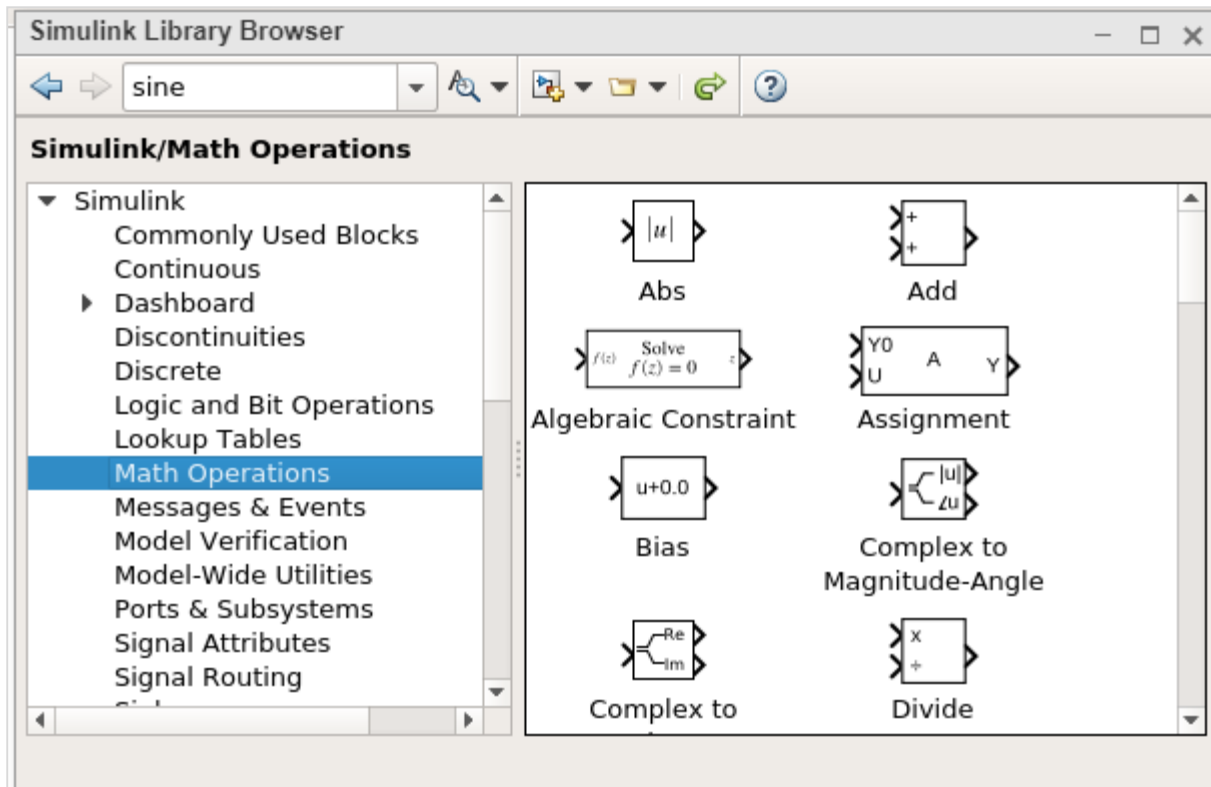 Simulink Library Browser
sine
Simulink/Math Operations
Simulink
Commonly Used Blocks
Continuous
Dashboard
Discontinuities
Discrete
Logic and Bit Operations
Lookup Tables
Math Operations
Messages & Events
Model Verification
Model-Wide Utilities
Ports & Subsystems
Signal Attributes
Signal Routing
|u|
Abs
+
+
Add
f(z) Solve z
f(z) = 0
Algebraic Constraint
Y0 A Y
U
Assignment
u+0.0
Bias
|u|
∠u
Complex to
Magnitude-Angle
Re
Im
Complex to
×
÷
Divide